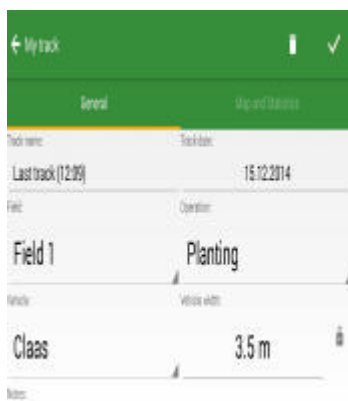 My track
General
Map and Statistics
Track name:
Track date:
Last track (12:09)
15.12.2014
Field:
Operation:
Field 1
Planting
Vehicle:
Vehicle width:
Claas
3.5 m
Notes: